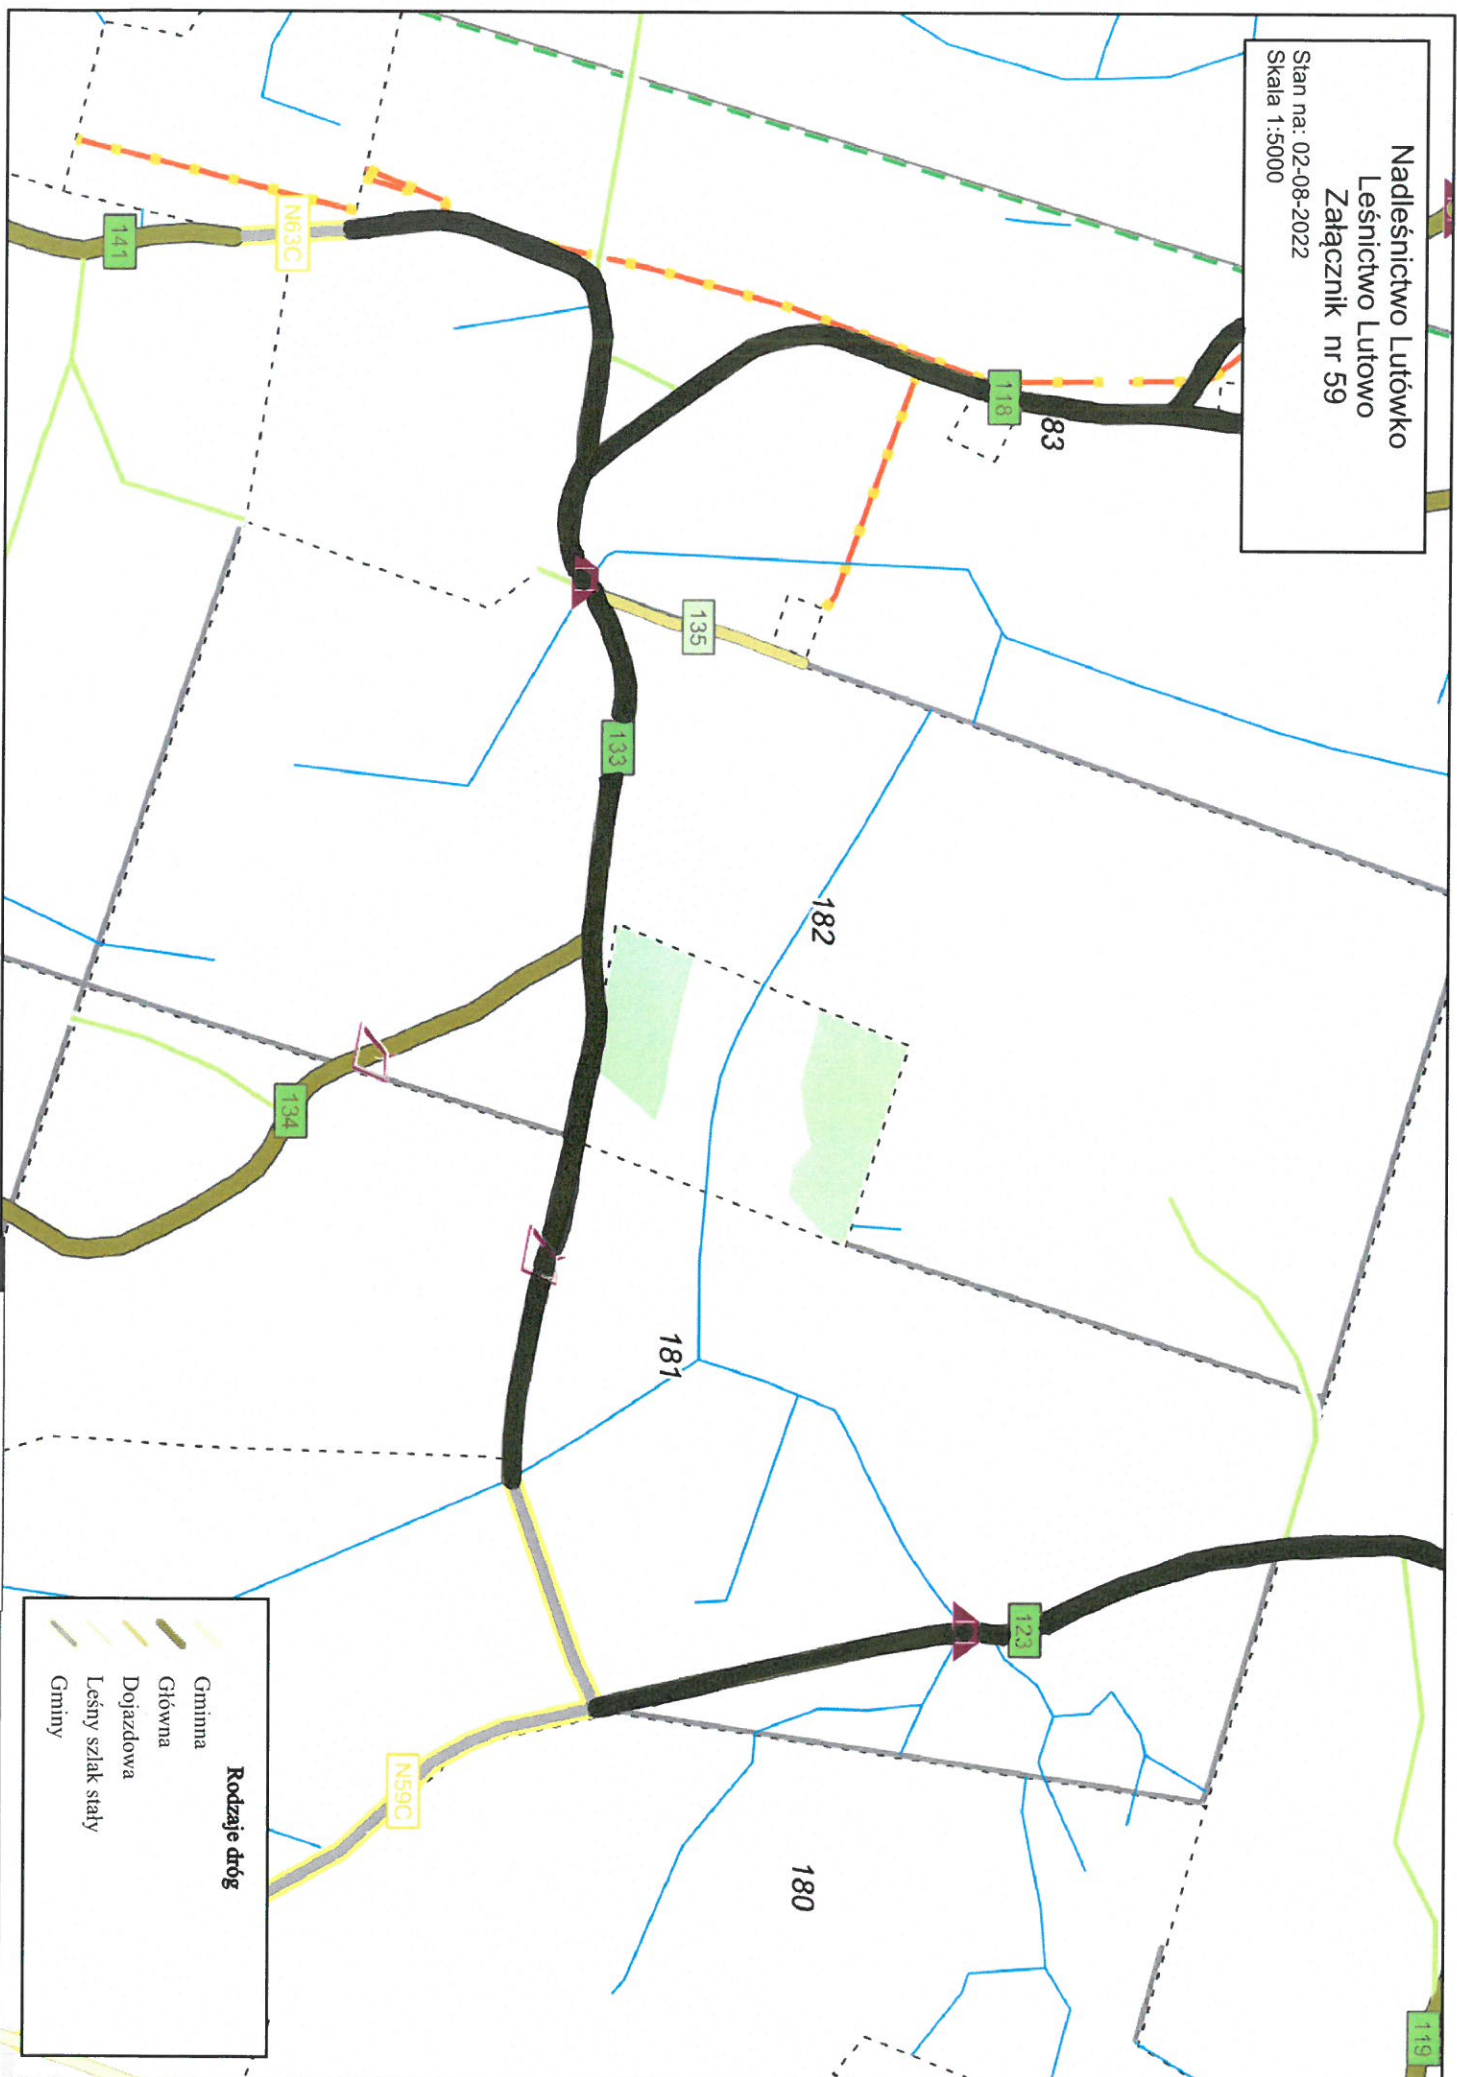 Nadleśnictwo Lutówko
Leśnictwo Lutowo
Załącznik nr 59
Stan na: 02-08-2022
Skala 1:5000
83
118
141
N63C
135
133
182
134
181
123
180
N59C
119
Rodzaje dróg
Gminna
Główna
Dojazdowa
Leśny szlak stały
Gminy